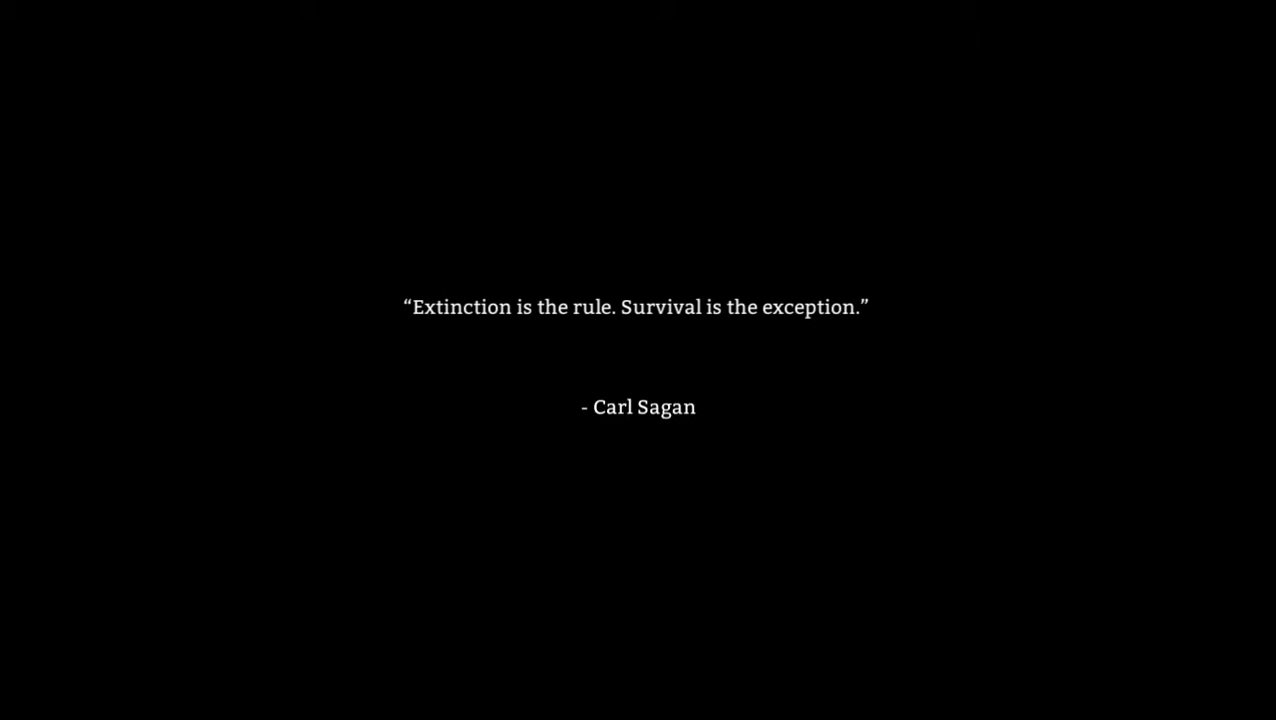 “Extinction is the rule. Survival is the exception.”
- Carl Sagan